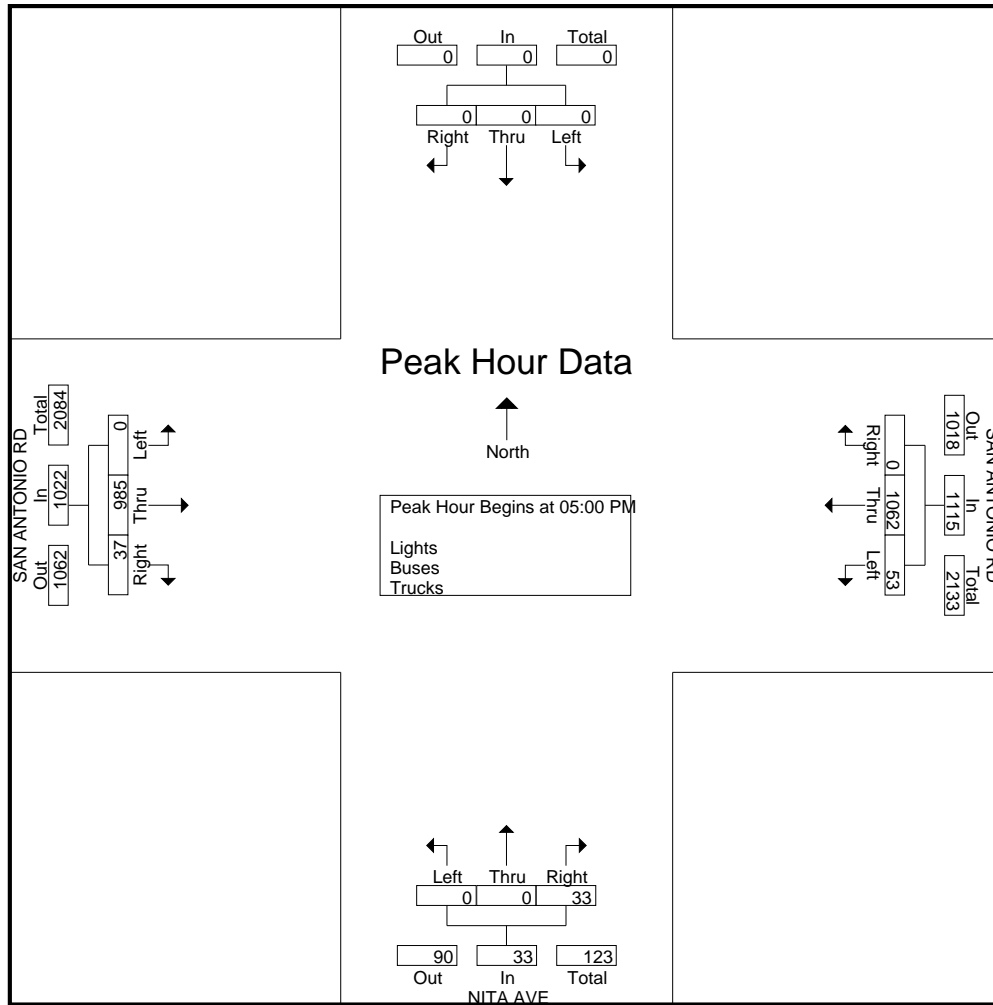 Out In Total
0 0 0
0 0 0
Right Thru Left
Peak Hour Data
North
Peak Hour Begins at 05:00 PM
Lights
Buses
Trucks
SAN ANTONIO RD
Out In Total
1062 1022 2084
37 985 0
Right Thru Left
SAN ANTONIO RD
Out In Total
1018 1115 2133
0 1062 53
Right Thru Left
Left Thru Right
0 0 33
90 33 123
Out In Total
NITA AVE